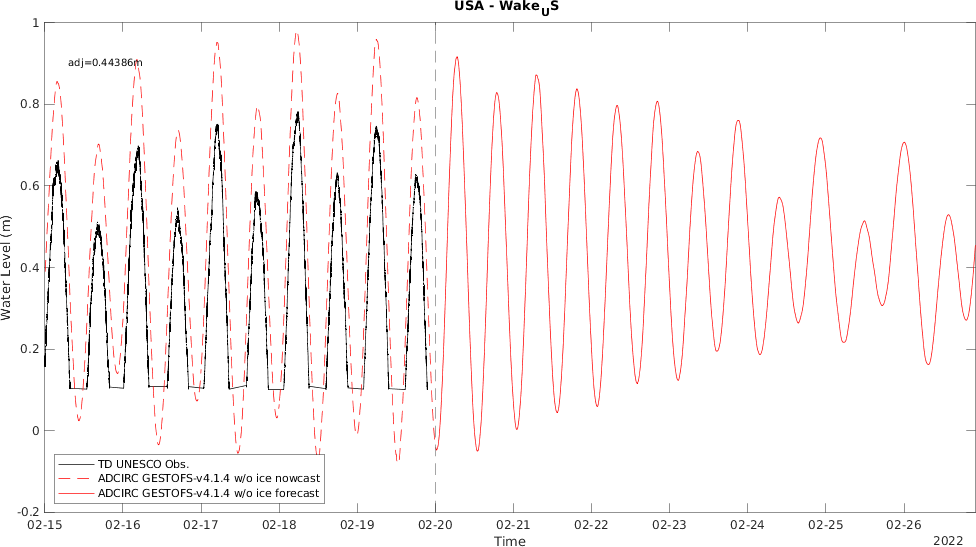 USA - WakeUS
1
adj=0.44386m
0.8
0.6
Water Level (m)
0.4
0.2
0
TD UNESCO Obs.
ADCIRC GESTOFS-v4.1.4 w/o ice nowcast
ADCIRC GESTOFS-v4.1.4 w/o ice forecast
-0.2
02-15 02-16 02-17 02-18 02-19 02-20 02-21 02-22 02-23 02-24 02-25 02-26
Time
2022